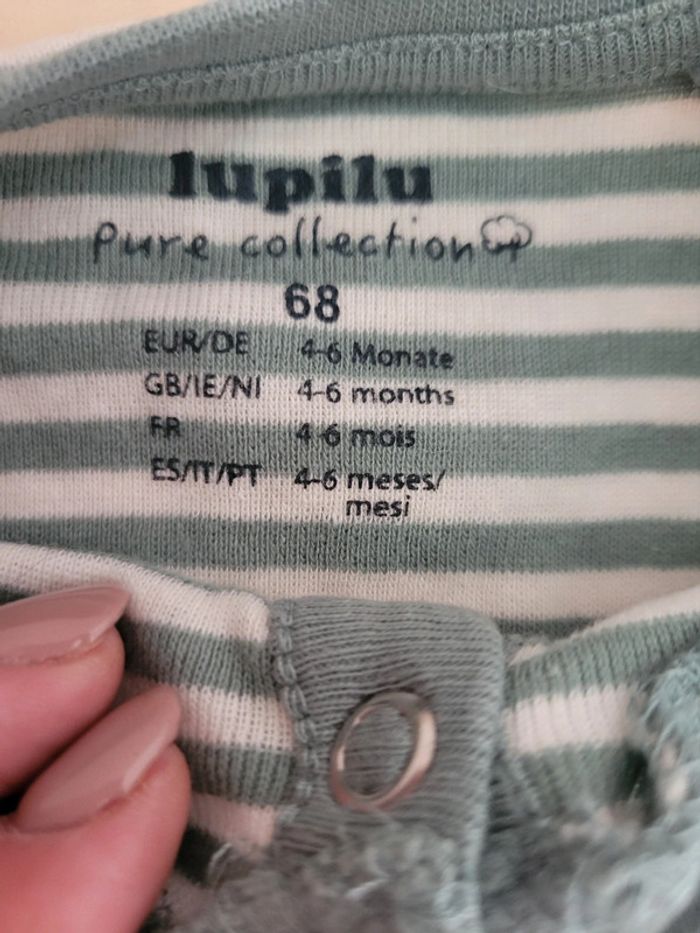 lupilu
Pure collection
68
EUR/DE 4-6 Monate
GB/IE/NI 4-6 months
FR 4-6 mois
ES/IT/PT 4-6 meses/
mesi